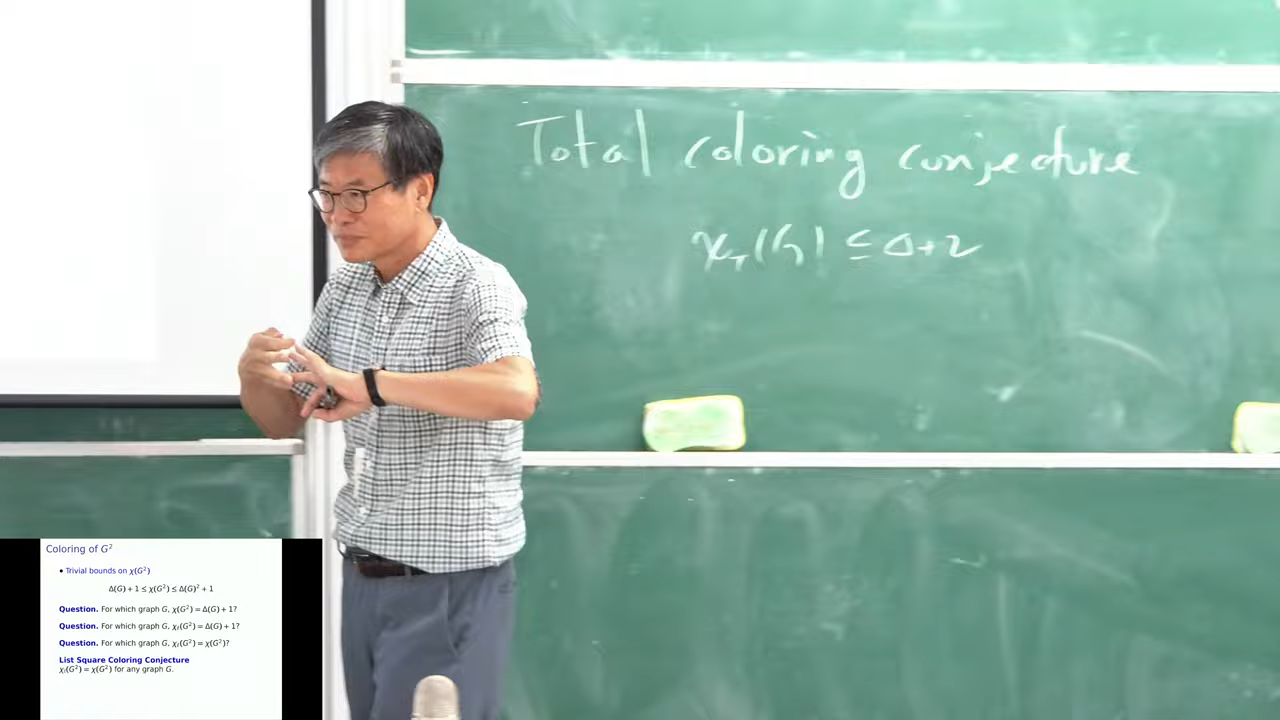 Total coloring conjecture
χ_T(G) ≤ Δ+2
Coloring of G²
• Trivial bounds on χ(G²)
Δ(G) + 1 ≤ χ(G²) ≤ Δ(G)² + 1
Question. For which graph G, χ(G²) = Δ(G) + 1?
Question. For which graph G, χ_ℓ(G²) = Δ(G) + 1?
Question. For which graph G, χ_ℓ(G²) = χ(G²)?
List Square Coloring Conjecture
χ_ℓ(G²) = χ(G²) for any graph G.